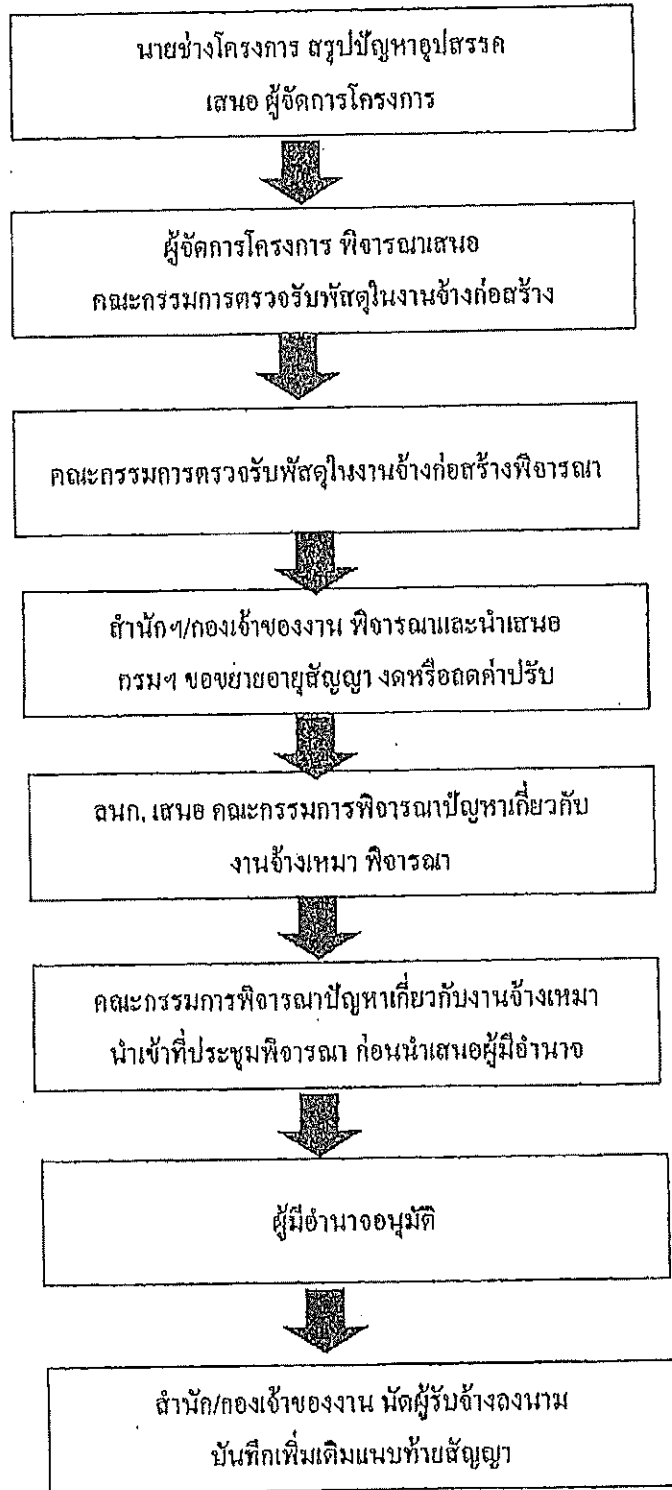 นายช่างโครงการ สรุปปัญหาอุปสรรค
เสนอ ผู้จัดการโครงการ
ผู้จัดการโครงการ พิจารณาเสนอ
คณะกรรมการตรวจรับพัสดุในงานจ้างก่อสร้าง
คณะกรรมการตรวจรับพัสดุในงานจ้างก่อสร้างพิจารณา
สำนักฯ/กองเจ้าของงาน พิจารณาและนำเสนอ
กรมฯ ขอขยายอายุสัญญา งดหรือลดค่าปรับ
ลนก. เสนอ คณะกรรมการพิจารณาปัญหาเกี่ยวกับ
งานจ้างเหมา พิจารณา
คณะกรรมการพิจารณาปัญหาเกี่ยวกับงานจ้างเหมา
นำเข้าที่ประชุมพิจารณา ก่อนนำเสนอผู้มีอำนาจ
ผู้มีอำนาจอนุมัติ
สำนัก/กองเจ้าของงาน นัดผู้รับจ้างลงนาม
บันทึกเพิ่มเติมแนบท้ายสัญญา